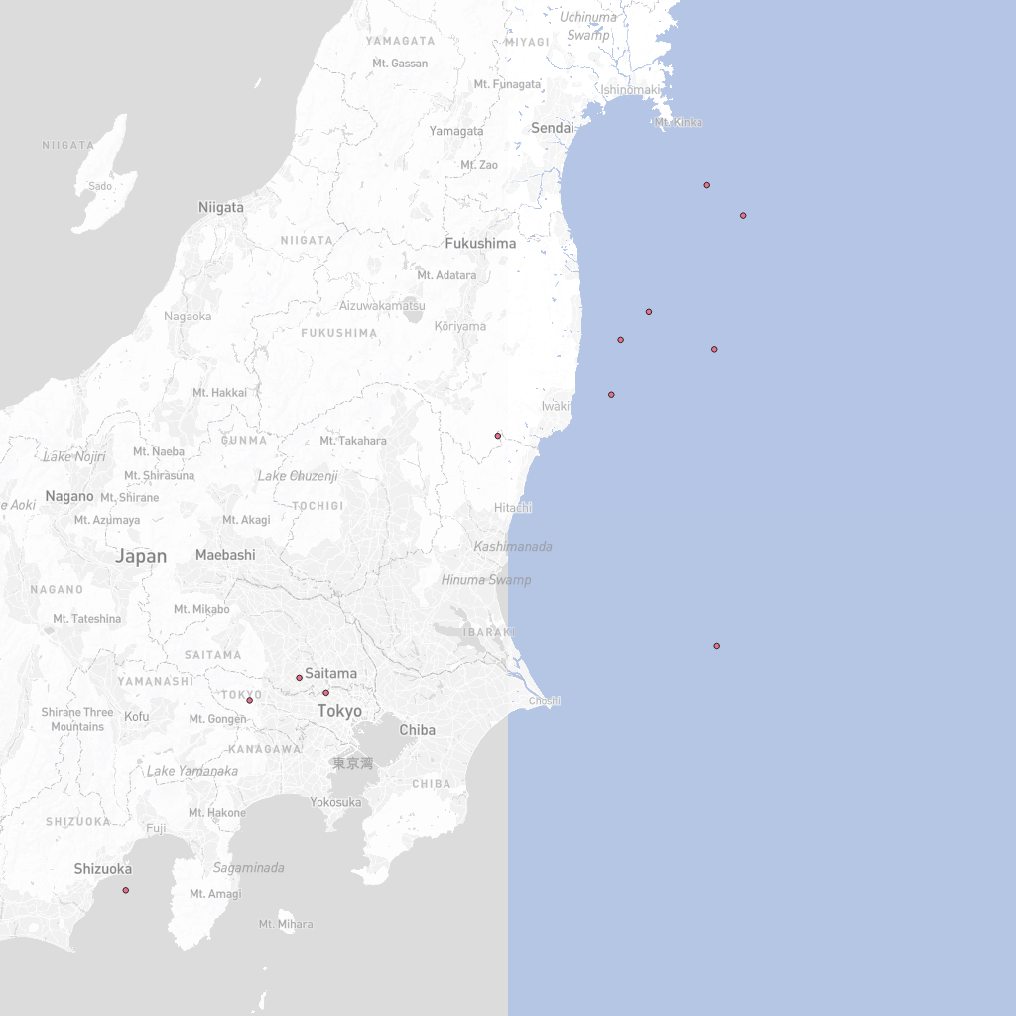 Uchinuma
Swamp
YAMAGATA
MIYAGI
Mt. Gassan
Mt. Funagata
Ishinomaki
Mt. Kinka
Sendai
Yamagata
NIIGATA
Mt. Zao
Sado
Niigata
NIIGATA
Fukushima
Mt. Adatara
Aizuwakamatsu
Nagaoka
Kōriyama
FUKUSHIMA
Mt. Hakkai
Iwaki
GUNMA
Mt. Takahara
Mt. Naeba
Lake Nojiri
Mt. Shirasuna
Lake Chuzenji
Nagano
Mt. Shirane
e Aoki
TOCHIGI
Hitachi
Mt. Azumaya
Mt. Akagi
Kashimanada
Japan
Maebashi
Hinuma Swamp
NAGANO
Mt. Mikabo
Mt. Tateshina
IBARAKI
SAITAMA
Saitama
YAMANASHI
TOKYO
Choshi
Shirane Three
Mountains
Kofu
Mt. Gongen
Tokyo
Chiba
KANAGAWA
東京湾
Lake Yamanaka
CHIBA
Yokosuka
Mt. Hakone
SHIZUOKA
Fuji
Shizuoka
Sagaminada
Mt. Amagi
Mt. Mihara